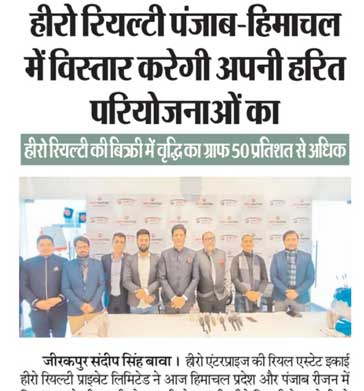 हीरो रियल्टी पंजाब-हिमाचल
में विस्तार करेगी अपनी हरित
परियोजनाओं का
हीरो रियल्टी की बिक्री में वृद्धि का ग्राफ 50 प्रतिशत से अधिक
जीरकपुर संदीप सिंह बावा। हीरो एंटरप्राइज की रियल एस्टेट इकाई
हीरो रियल्टी प्राइवेट लिमिटेड ने आज हिमाचल प्रदेश और पंजाब रीजन में